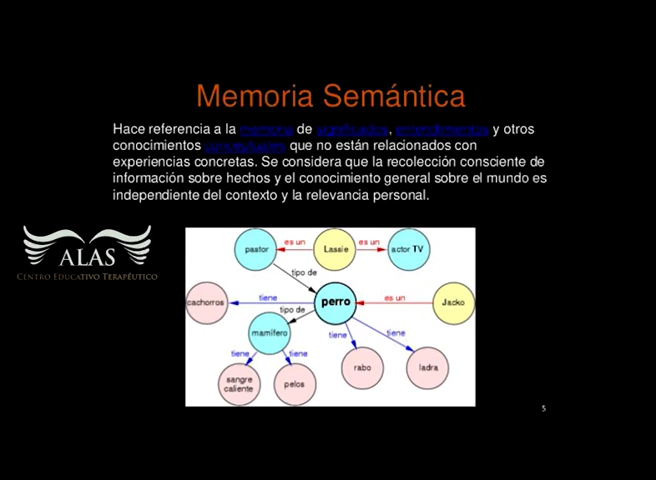 Memoria Semántica
Hace referencia a la memoria de significados, entendimientos y otros
conocimientos conceptuales que no están relacionados con
experiencias concretas. Se considera que la recolección consciente de
información sobre hechos y el conocimiento general sobre el mundo es
independiente del contexto y la relevancia personal.
ALAS
CENTRO EDUCATIVO TERAPÉUTICO
pastor es un Lassie es un actor TV
tipo de
cachorros tiene perro es un Jacko
tipo de
mamífero tiene tiene
tiene tiene
rabo ladra
sangre pelos
caliente
5